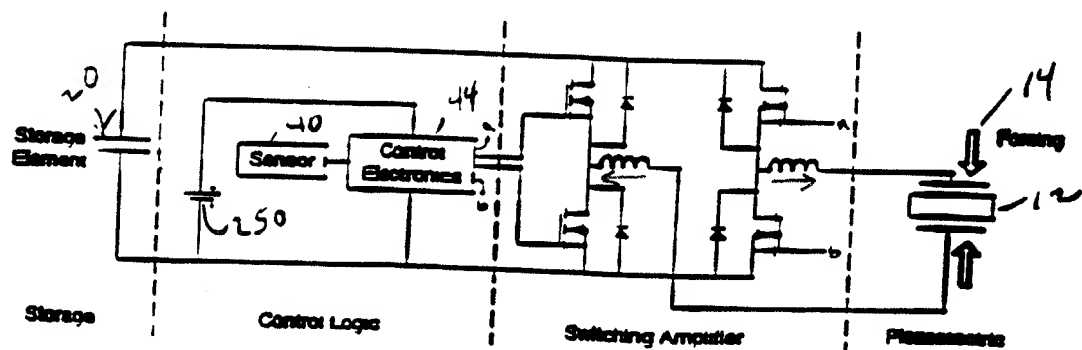 20
Storage
Element
40
44
Sensor
Control
Electronics
a
b
250
a
b
14
Forcing
12
Storage
Control Logic
Switching Amplifier
Piezoelectric